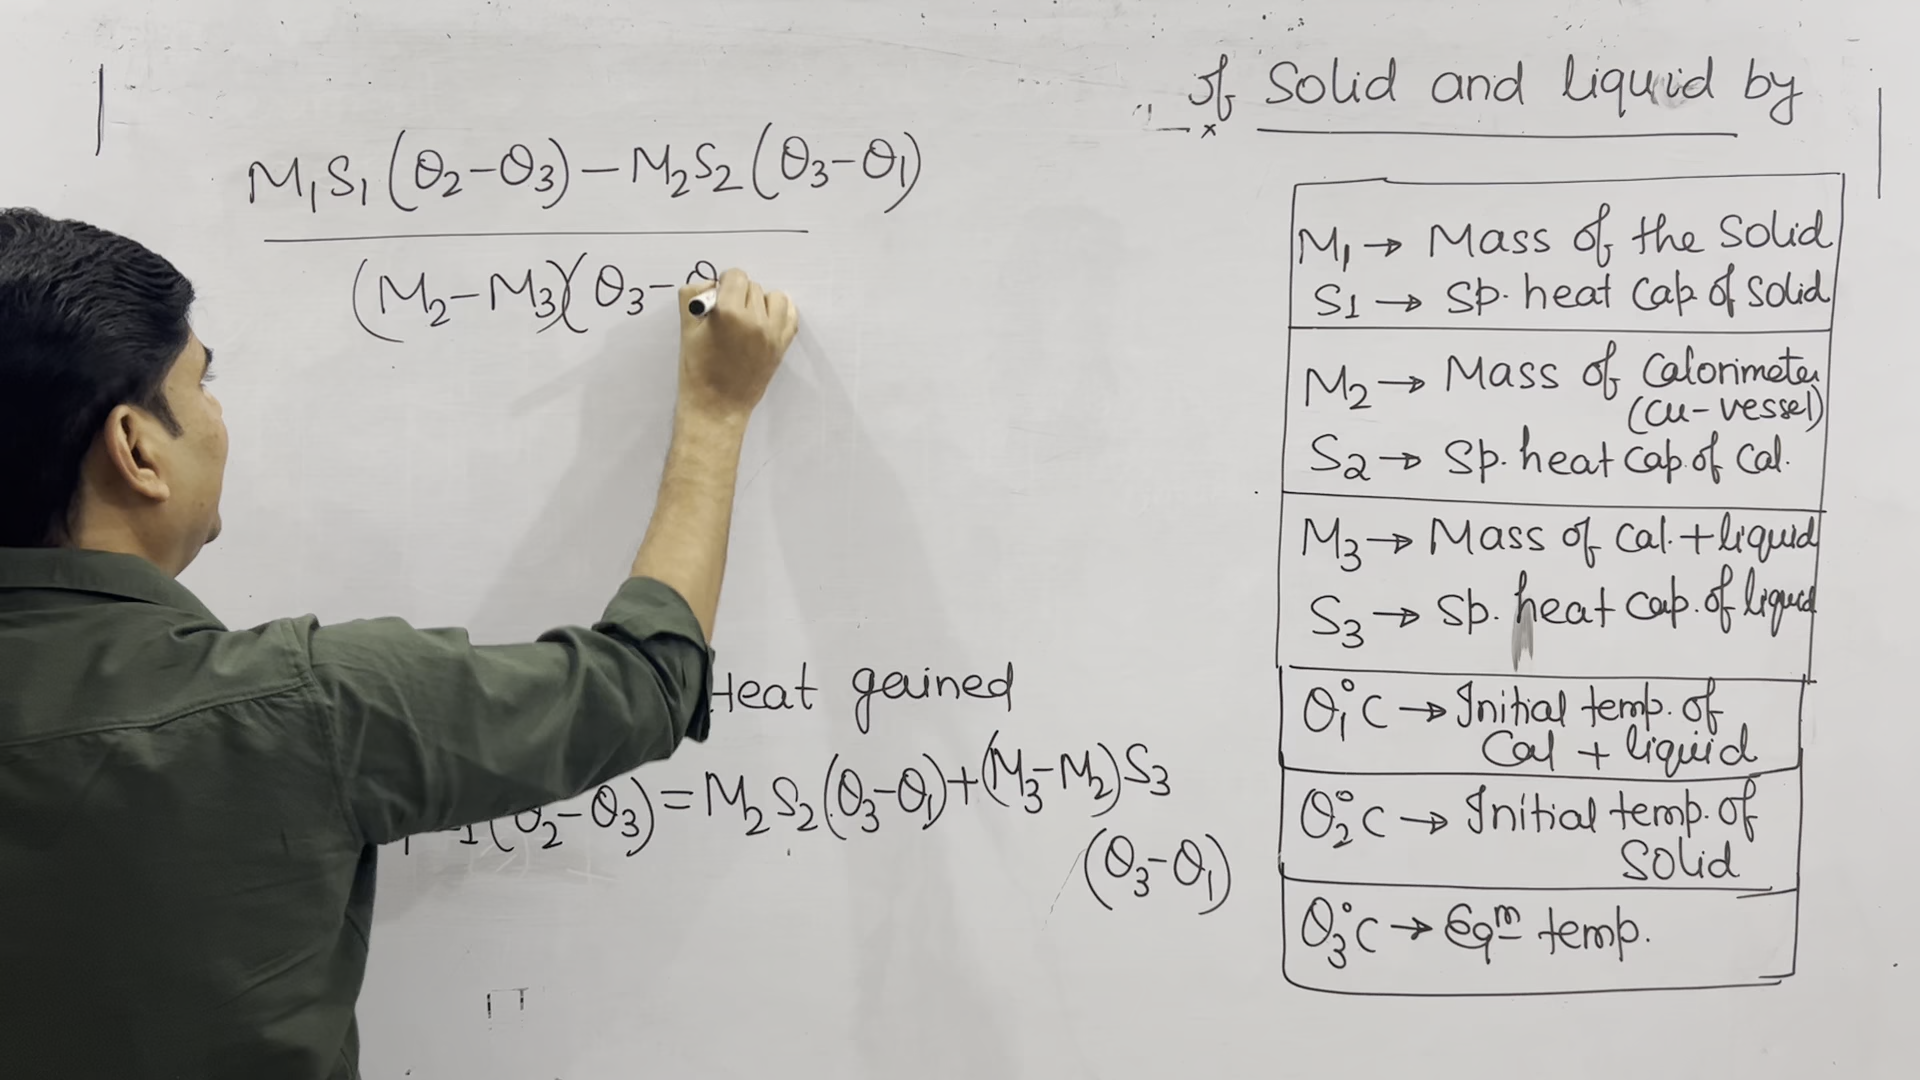 of Solid and liquid by
M₁S₁(θ₂-θ₃)-M₂S₂(θ₃-θ₁)
(M₂-M₃)(θ₃-θ
Heat gained
(θ₂-θ₃)=M₂S₂(θ₃-θ₁)+(M₃-M₂)S₃
(θ₃-θ₁)
M₁→ Mass of the Solid
S1→ Sp. heat Cap. of Solid
M₂→ Mass of Calorimeter
(Cu-vessel)
S₂→ Sp. heat Cap. of Cal.
M₃→ Mass of Cal.+liquid
S₃→ Sp. heat Cap. of liquid
θ₁°C→Initial temp. of
Cal + liquid
θ₂°C→ Initial temp. of
Solid
θ₃°C→ Eqᵐ temp.